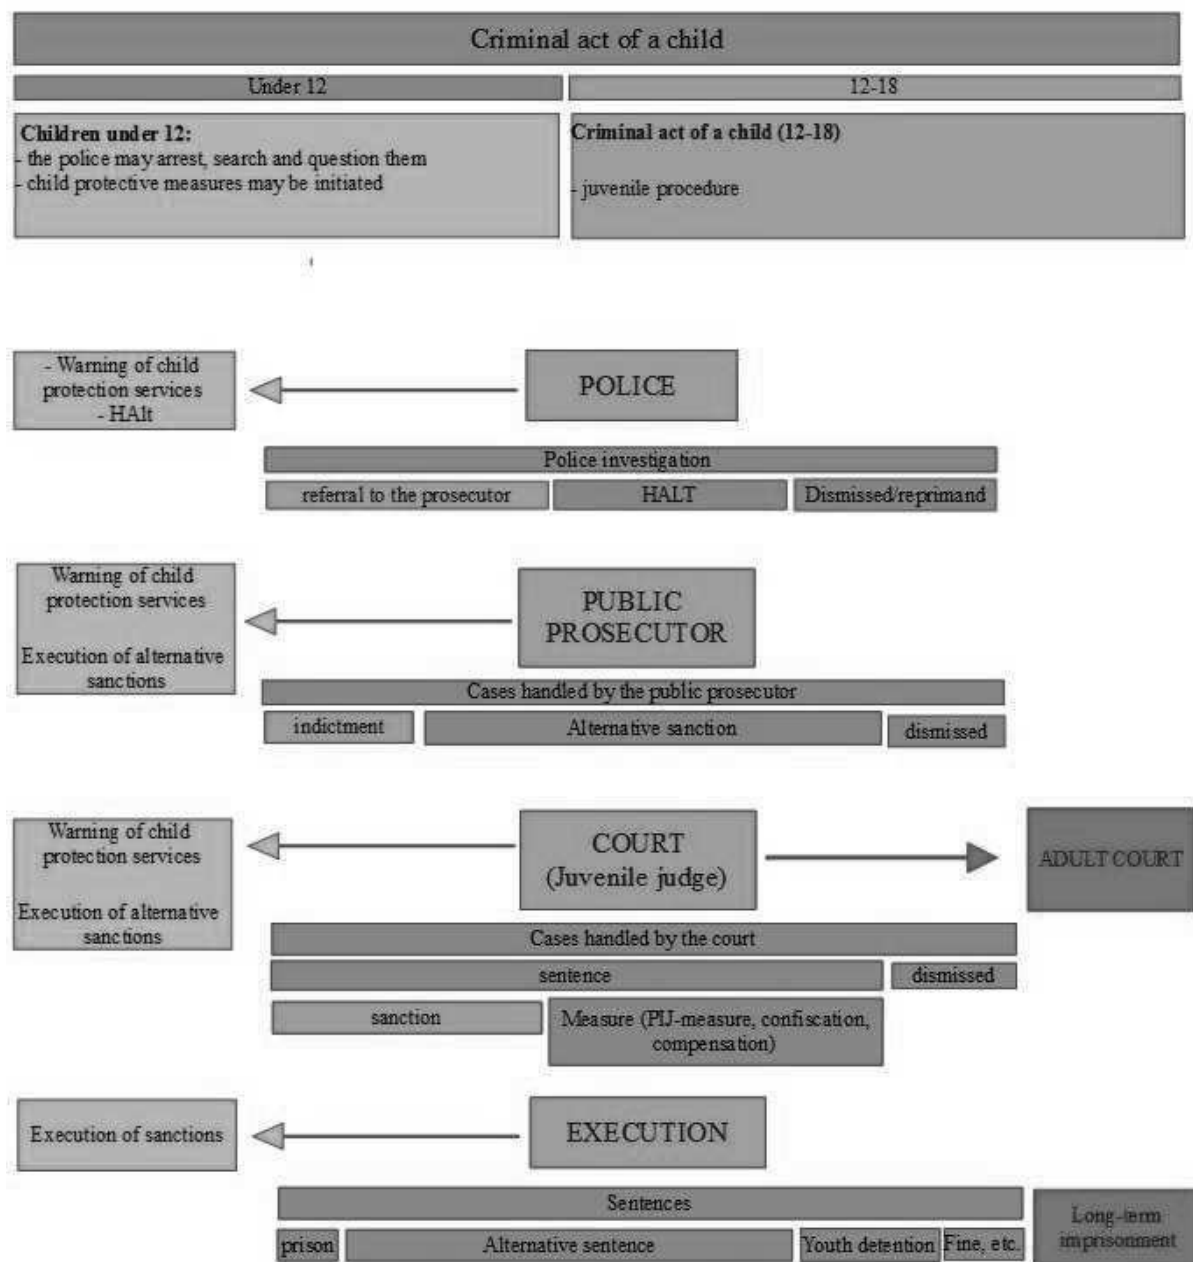 Criminal act of a child
Under 12
12-18
Children under 12:
- the police may arrest, search and question them
- child protective measures may be initiated
Criminal act of a child (12-18)
- juvenile procedure
- Warning of child
protection services
- HAlt
POLICE
Police investigation
referral to the prosecutor
HALT
Dismissed/reprimand
Warning of child
protection services
Execution of alternative
sanctions
PUBLIC
PROSECUTOR
Cases handled by the public prosecutor
indictment
Alternative sanction
dismissed
Warning of child
protection services
Execution of alternative
sanctions
COURT
(Juvenile judge)
ADULT COURT
Cases handled by the court
sentence
dismissed
sanction
Measure (PIJ-measure, confiscation,
compensation)
Execution of sanctions
EXECUTION
Sentences
prison
Alternative sentence
Youth detention
Fine, etc.
Long-term
imprisonment